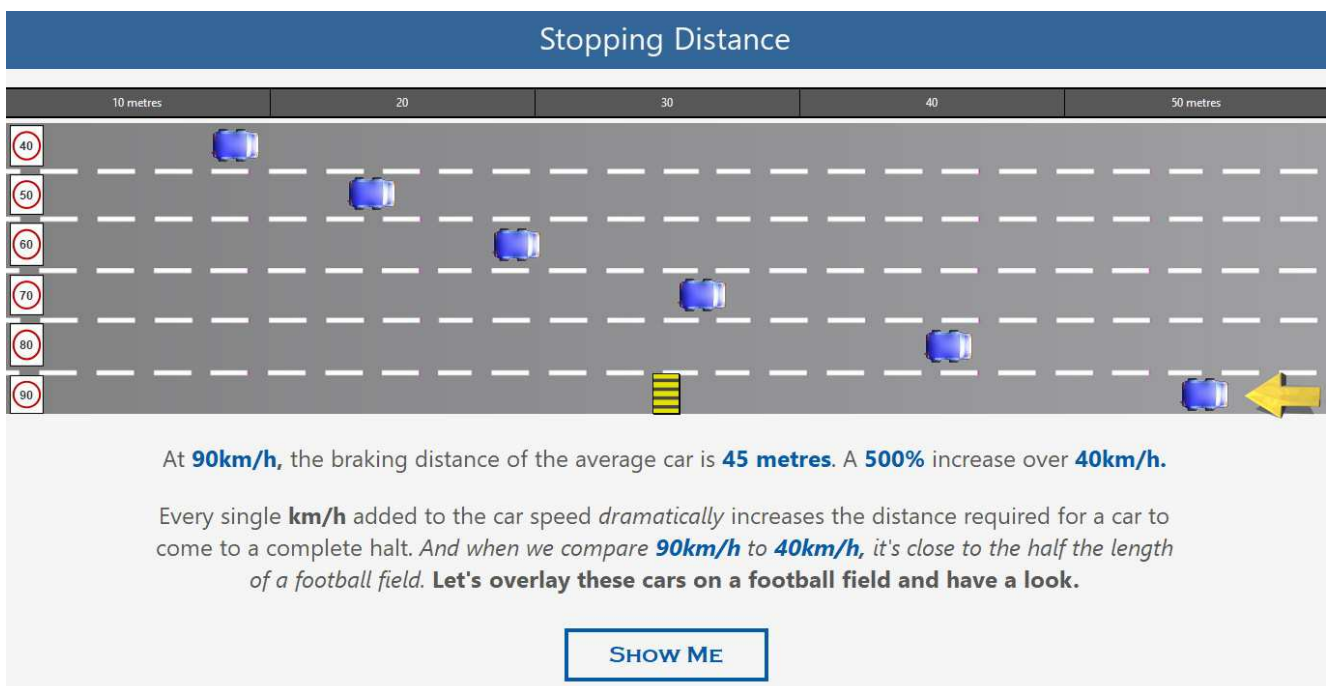 Stopping Distance
10 metres 20 30 40 50 metres
40
50
60
70
80
90
At 90km/h, the braking distance of the average car is 45 metres. A 500% increase over 40km/h.
Every single km/h added to the car speed dramatically increases the distance required for a car to
come to a complete halt. And when we compare 90km/h to 40km/h, it's close to the half the length
of a football field. Let's overlay these cars on a football field and have a look.
SHOW ME